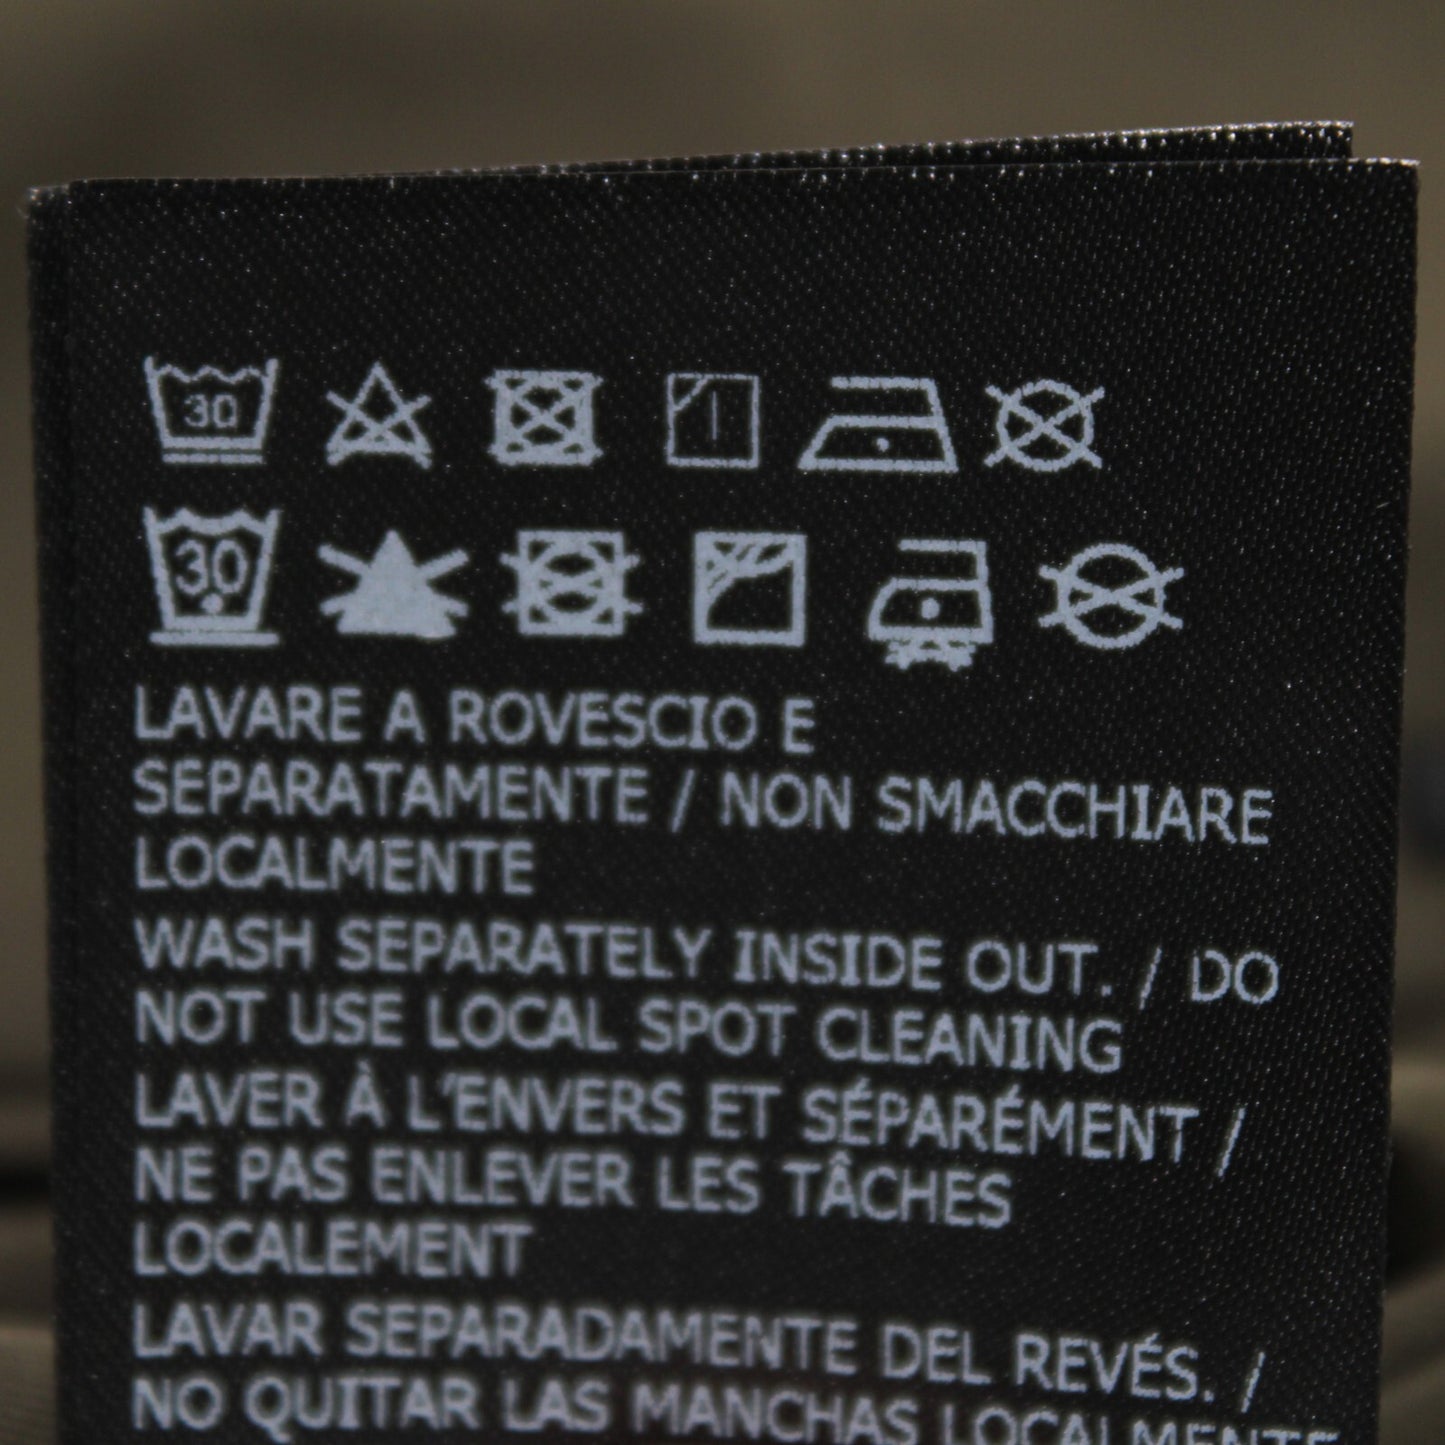 30
30
LAVARE A ROVESCIO E
SEPARATAMENTE / NON SMACCHIARE
LOCALMENTE
WASH SEPARATELY INSIDE OUT. / DO
NOT USE LOCAL SPOT CLEANING
LAVER À L'ENVERS ET SÉPARÉMENT /
NE PAS ENLEVER LES TÂCHES
LOCALEMENT
LAVAR SEPARADAMENTE DEL REVÉS. /
NO QUITAR LAS MANCHAS LOCALMENTE